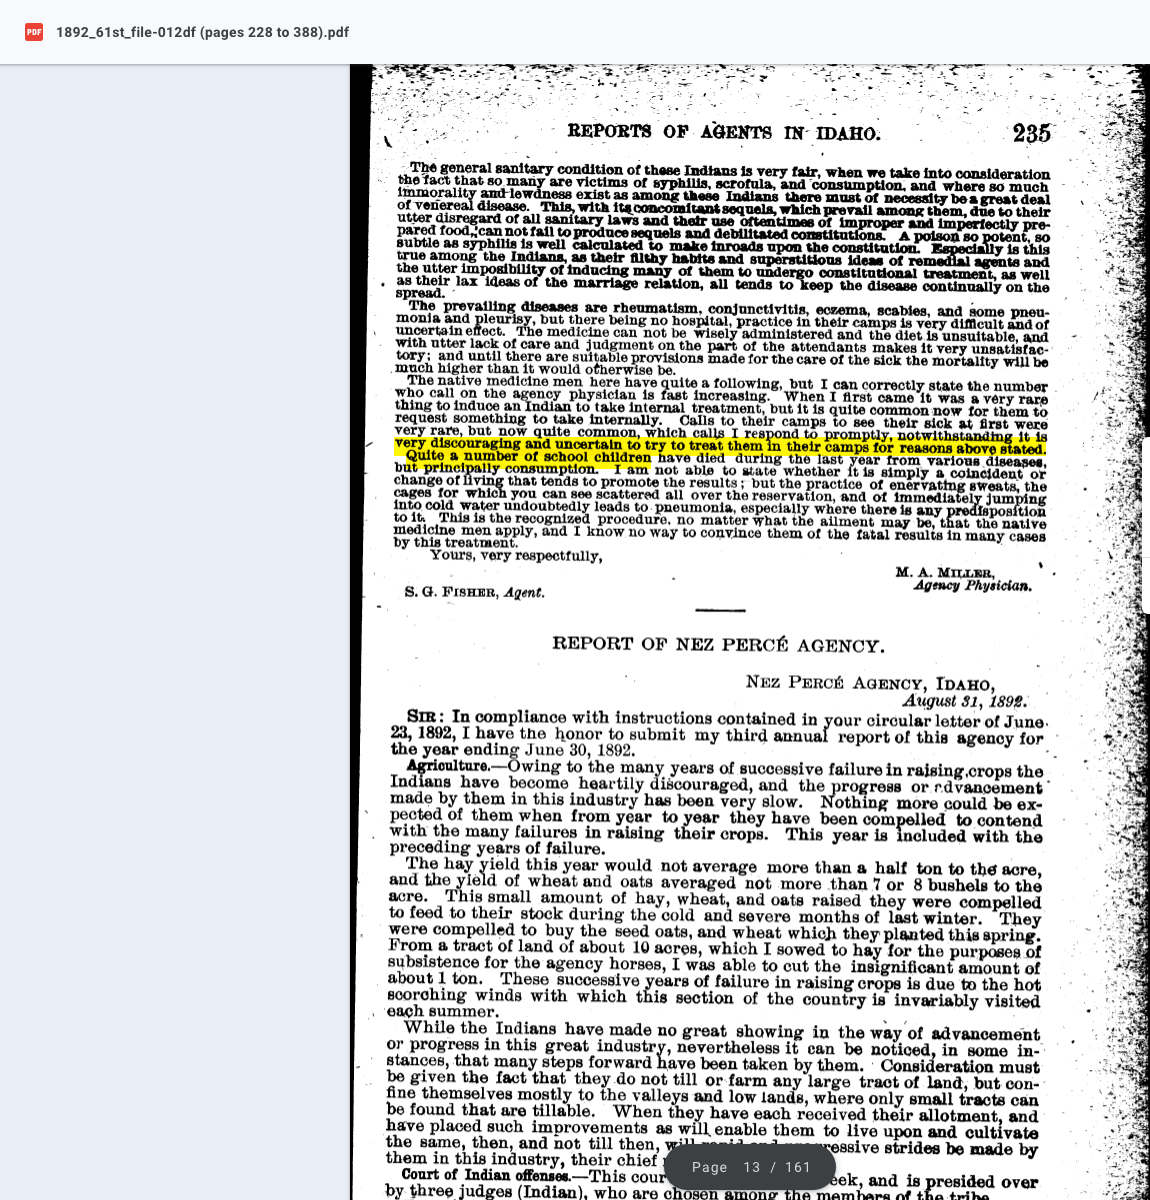 1892_61st_file-012df (pages 228 to 388).pdf
REPORTS OF AGENTS IN IDAHO.
235
The general sanitary condition of these Indians is very fair, when we take into consideration
the fact that so many are victims of syphilis, scrofula, and consumption, and where so much
immorality and lewdness exist as among these Indians there must of necessity be a great deal
of venereal disease. This, with its concomitant sequels, which prevail among them, due to their
utter disregard of all sanitary laws and their use oftentimes of improper and imperfectly pre-
pared food, can not fail to produce sequels and debilitated constitutions. A poison so potent, so
subtle as syphilis is well calculated to make inroads upon the constitution. Especially is this
true among the Indians, as their filthy habits and superstitious ideas of remedial agents and
the utter imposibility of inducing many of them to undergo constitutional treatment, as well
as their lax ideas of the marriage relation, all tends to keep the disease continually on the
spread.
The prevailing diseases are rheumatism, conjunctivitis, eczema, scabies, and some pneu-
monia and pleurisy, but there being no hospital, practice in their camps is very difficult and of
uncertain effect. The medicine can not be wisely administered and the diet is unsuitable, and
with utter lack of care and judgment on the part of the attendants makes it very unsatisfac-
tory; and until there are suitable provisions made for the care of the sick the mortality will be
much higher than it would otherwise be.
The native medicine men here have quite a following, but I can correctly state the number
who call on the agency physician is fast increasing. When I first came it was a very rare
thing to induce an Indian to take internal treatment, but it is quite common now for them to
request something to take internally. Calls to their camps to see their sick at first were
very rare, but now quite common, which calls I respond to promptly, notwithstanding it is
very discouraging and uncertain to try to treat them in their camps for reasons above stated.
Quite a number of school children have died during the last year from various diseases,
but principally consumption. I am not able to state whether it is simply a coincident or
change of living that tends to promote the results; but the practice of enervating sweats, the
cages for which you can see scattered all over the reservation, and of immediately jumping
into cold water undoubtedly leads to pneumonia, especially where there is any predisposition
to it. This is the recognized procedure, no matter what the ailment may be, that the native
medicine men apply, and I know no way to convince them of the fatal results in many cases
by this treatment.
Yours, very respectfully,
M. A. MILLER,
Agency Physician.
S. G. FISHER, Agent.
REPORT OF NEZ PERCÉ AGENCY.
NEZ PERCÉ AGENCY, IDAHO,
August 31, 1892.
SIR: In compliance with instructions contained in your circular letter of June
23, 1892, I have the honor to submit my third annual report of this agency for
the year ending June 30, 1892.
Agriculture.—Owing to the many years of successive failure in raising crops the
Indians have become heartily discouraged, and the progress or advancement
made by them in this industry has been very slow. Nothing more could be ex-
pected of them when from year to year they have been compelled to contend
with the many failures in raising their crops. This year is included with the
preceding years of failure.
The hay yield this year would not average more than a half ton to the acre,
and the yield of wheat and oats averaged not more than 7 or 8 bushels to the
acre. This small amount of hay, wheat, and oats raised they were compelled
to feed to their stock during the cold and severe months of last winter. They
were compelled to buy the seed oats, and wheat which they planted this spring.
From a tract of land of about 10 acres, which I sowed to hay for the purposes of
subsistence for the agency horses, I was able to cut the insignificant amount of
about 1 ton. These successive years of failure in raising crops is due to the hot
scorching winds with which this section of the country is invariably visited
each summer.
While the Indians have made no great showing in the way of advancement
or progress in this great industry, nevertheless it can be noticed, in some in-
stances, that many steps forward have been taken by them. Consideration must
be given the fact that they do not till or farm any large tract of land, but con-
fine themselves mostly to the valleys and low lands, where only small tracts can
be found that are tillable. When they have each received their allotment, and
have placed such improvements as will enable them to live upon and cultivate
the same, then, and not till then, will ressive strides be made by
them in this industry, their chief
Court of Indian offenses.—This cour eek, and is presided over
by three judges (Indian), who are chosen among the members of the tribe
Page 13 / 161